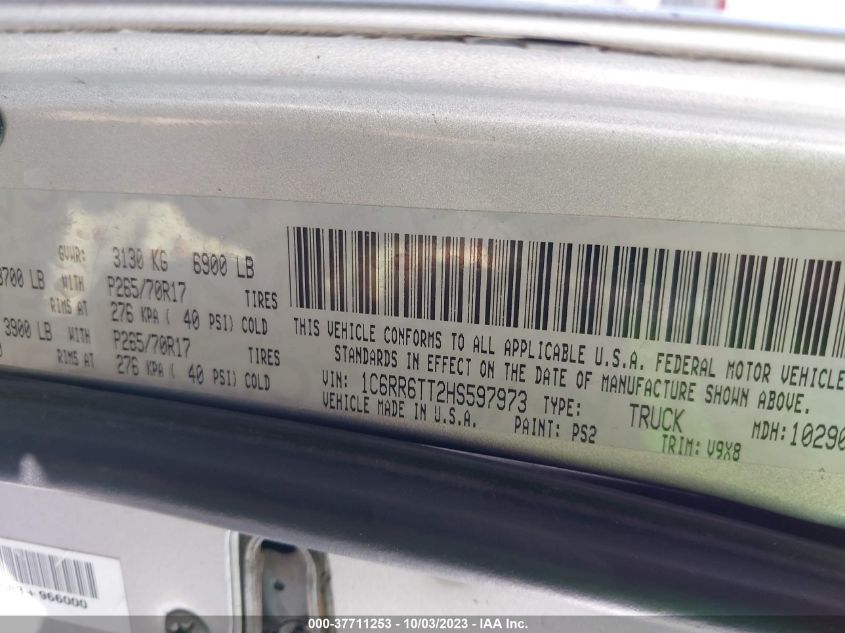 GVWR: 3130 KG 6900 LB
3700 LB WITH P265/70R17 TIRES
RIMS AT 276 KPA ( 40 PSI) COLD
3900 LB WITH P265/70R17 TIRES
RIMS AT 276 KPA ( 40 PSI) COLD
THIS VEHICLE CONFORMS TO ALL APPLICABLE U.S.A. FEDERAL MOTOR VEHICLE
STANDARDS IN EFFECT ON THE DATE OF MANUFACTURE SHOWN ABOVE.
VIN: 1C6RR6TT2HS597973 TYPE: TRUCK
VEHICLE MADE IN U.S.A. PAINT: PS2 MDH: 10290
TRIM: V9X8
966000
000-37711253 - 10/03/2023 - IAA Inc.